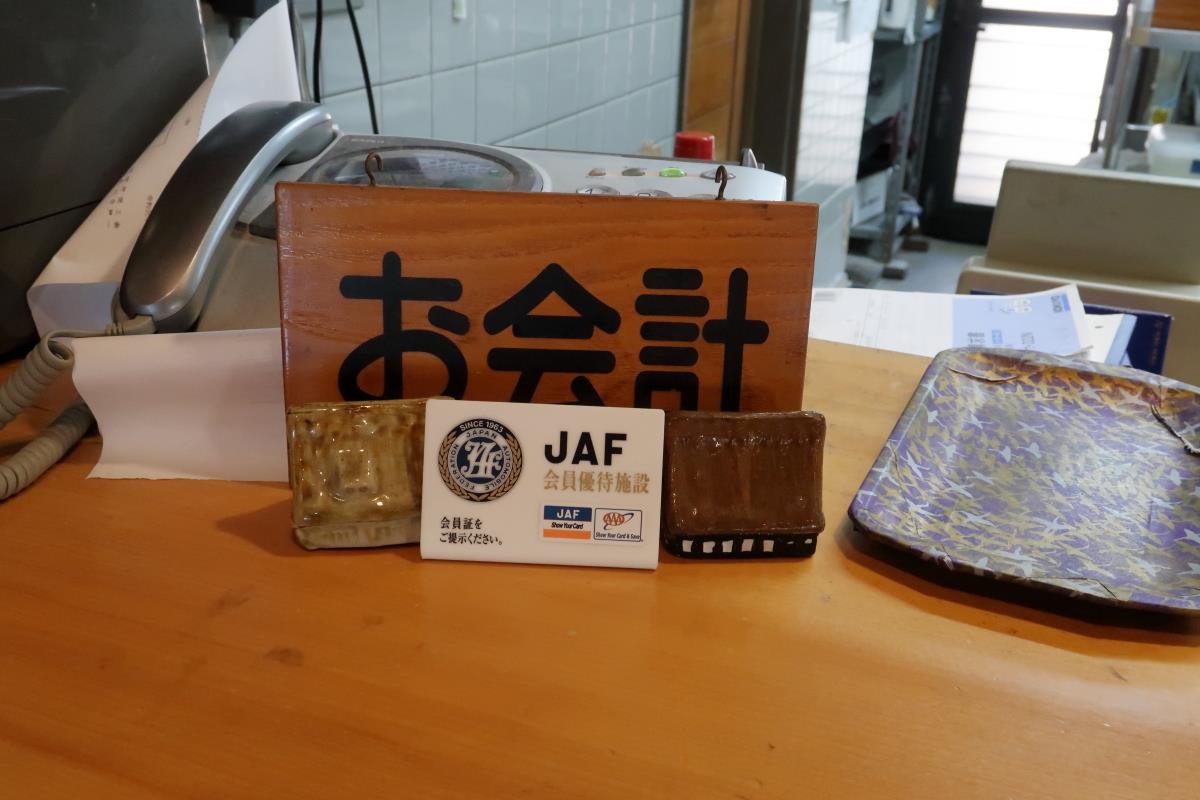 お会計
SINCE 1963
JAPAN AUTOMOBILE FEDERATION
JAF
JAF
会員優待施設
会員証を
ご提示ください。
JAF
Show Your Card
AAA
Show Your Card & Save